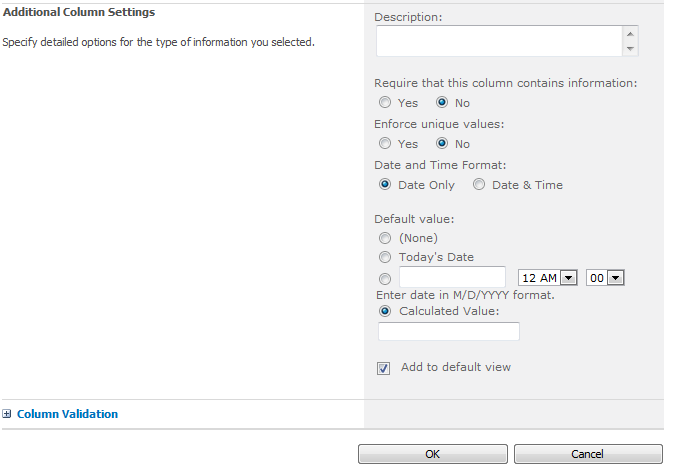 Additional Column Settings
Specify detailed options for the type of information you selected.
Description:
Require that this column contains information:
Yes No
Enforce unique values:
Yes No
Date and Time Format:
Date Only Date & Time
Default value:
(None)
Today's Date
12 AM 00
Enter date in M/D/YYYY format.
Calculated Value:
Add to default view
Column Validation
OK Cancel